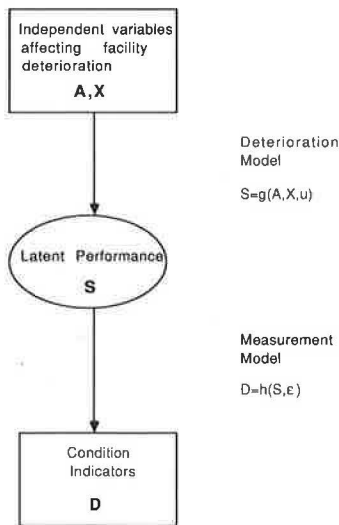 Independent variables
affecting facility
deterioration
A,X
Deterioration
Model
S=g(A,X,u)
Latent Performance
S
Measurement
Model
D=h(S,ε)
Condition
Indicators
D